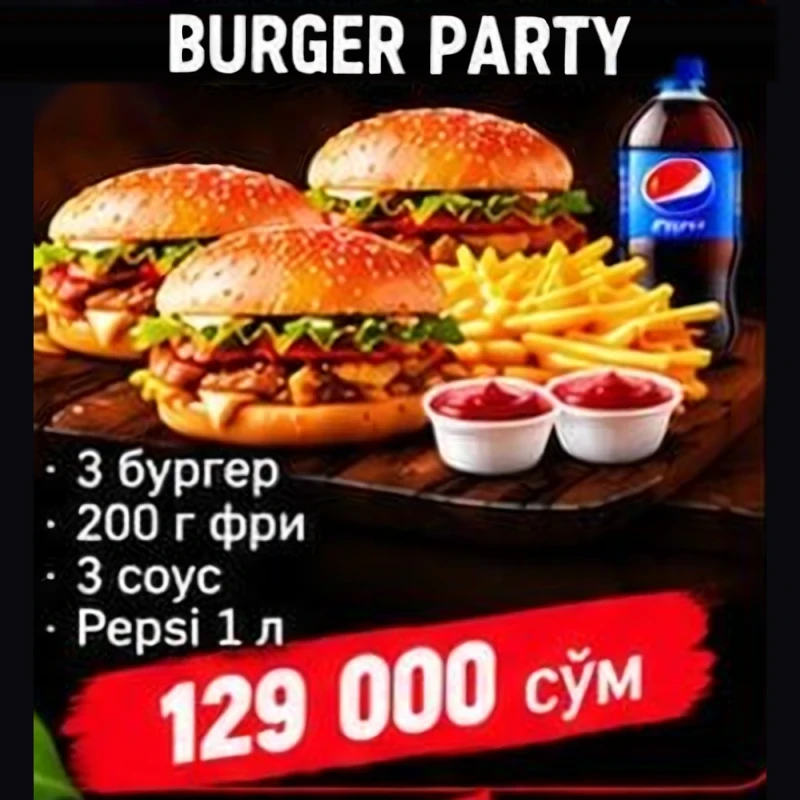 BURGER PARTY
· 3 бургер
· 200 г фри
· 3 соус
· Pepsi 1 л
129 000 сўм